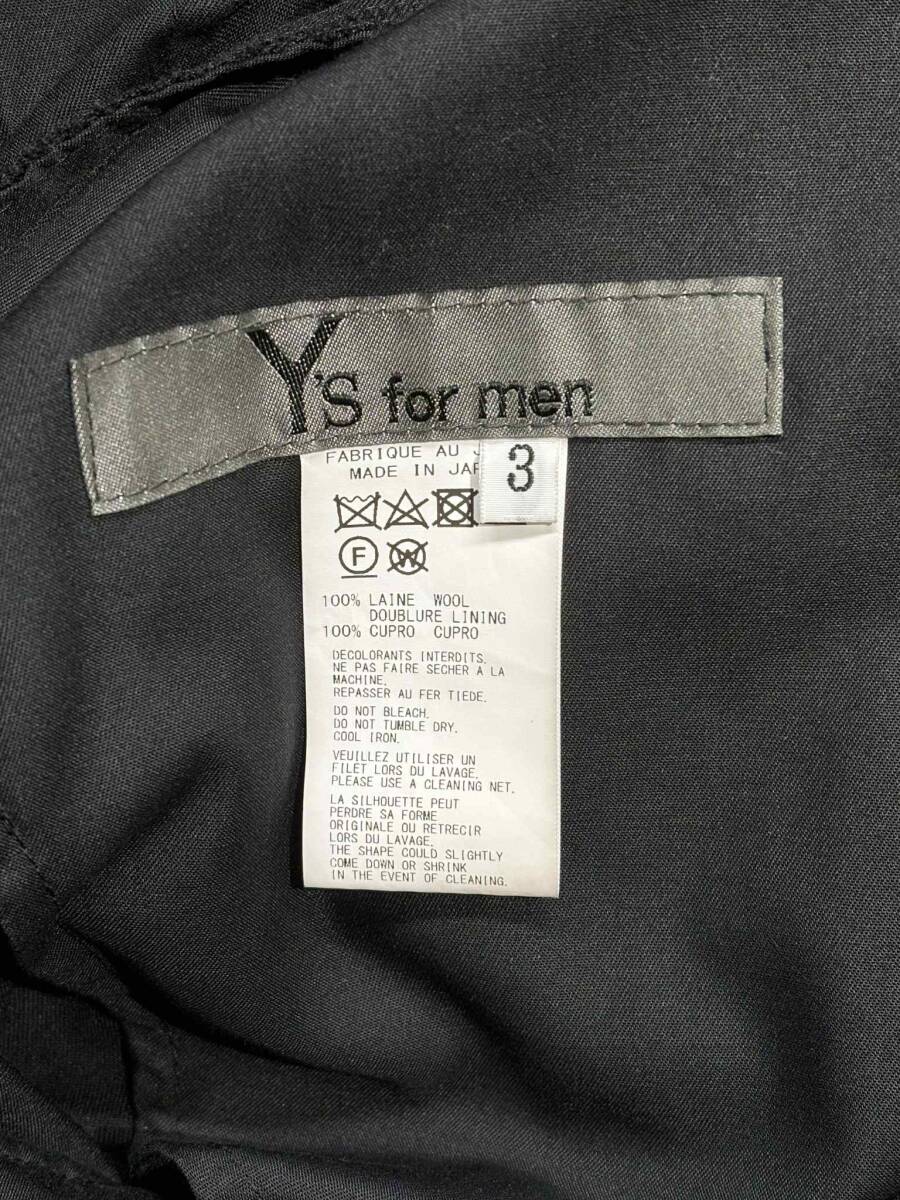 Y's for men
3
FABRIQUE AU
MADE IN
F
W
100% LAINE WOOL
DOUBLURE LINING
100% CUPRO CUPRO
DECOLORANTS INTERDITS.
NE PAS FAIRE SECHER A LA
MACHINE.
REPASSER AU FER TIEDE.
DO NOT BLEACH.
DO NOT TUMBLE DRY.
COOL IRON.
VEUILLEZ UTILISER UN
FILET LORS DU LAVAGE.
PLEASE USE A CLEANING NET.
LA SILHOUETTE PEUT
PERDRE SA FORME
ORIGINALE OU RETRECIR
LORS DU LAVAGE.
THE SHAPE COULD SLIGHTLY
COME DOWN OR SHRINK
IN THE EVENT OF CLEANING.